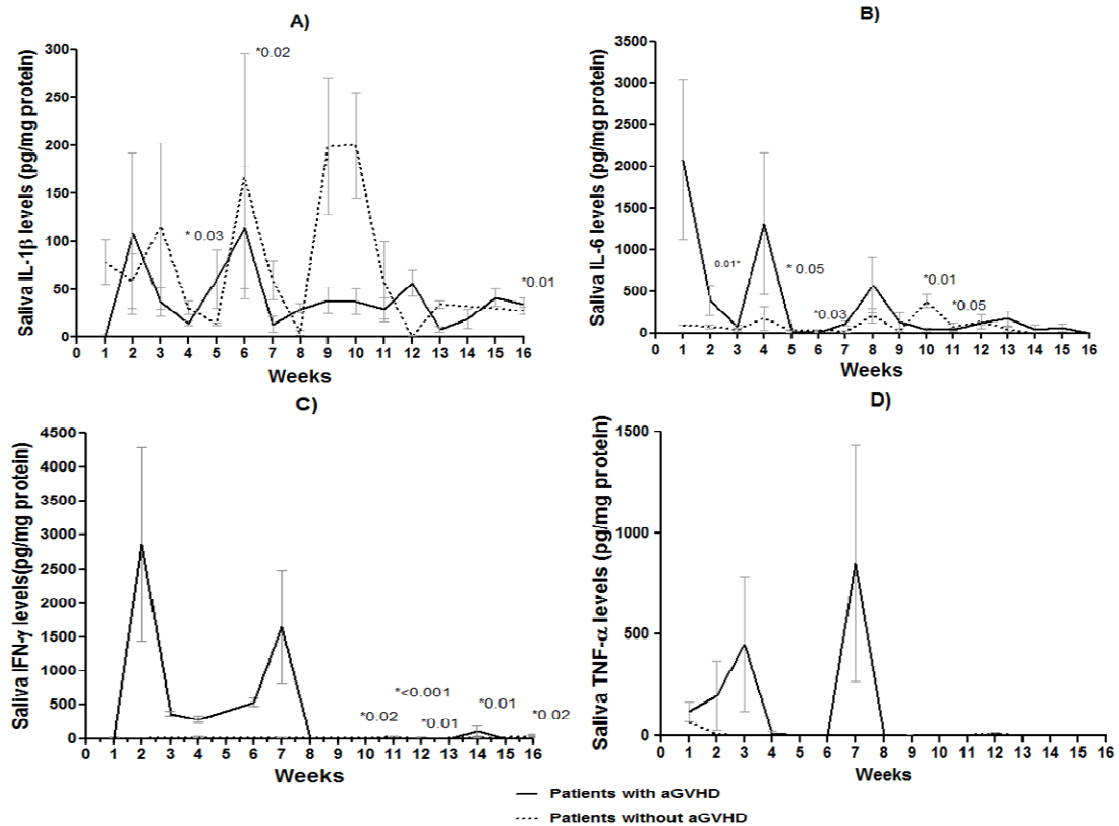 A)
Saliva IL-1β levels (pg/mg protein)
300
250
200
150
100
50
0
*0.02
* 0.03
*0.01
0 1 2 3 4 5 6 7 8 9 10 11 12 13 14 15 16
Weeks
B)
Saliva IL-6 levels (pg/mg protein)
3500
3000
2500
2000
1500
1000
500
0
0.01*
* 0.05
*0.03
*0.01
*0.05
0 1 2 3 4 5 6 7 8 9 10 11 12 13 14 15 16
Weeks
C)
Saliva IFN-γ levels(pg/mg protein)
4500
4000
3500
3000
2500
2000
1500
1000
500
0
*<0.001
*0.02
*0.01
*0.01
*0.02
0 1 2 3 4 5 6 7 8 9 10 11 12 13 14 15 16
Weeks
D)
Saliva TNF-α levels (pg/mg protein)
1500
1000
500
0
0 1 2 3 4 5 6 7 8 9 10 11 12 13 14 15 16
Weeks
Patients with aGVHD
Patients without aGVHD